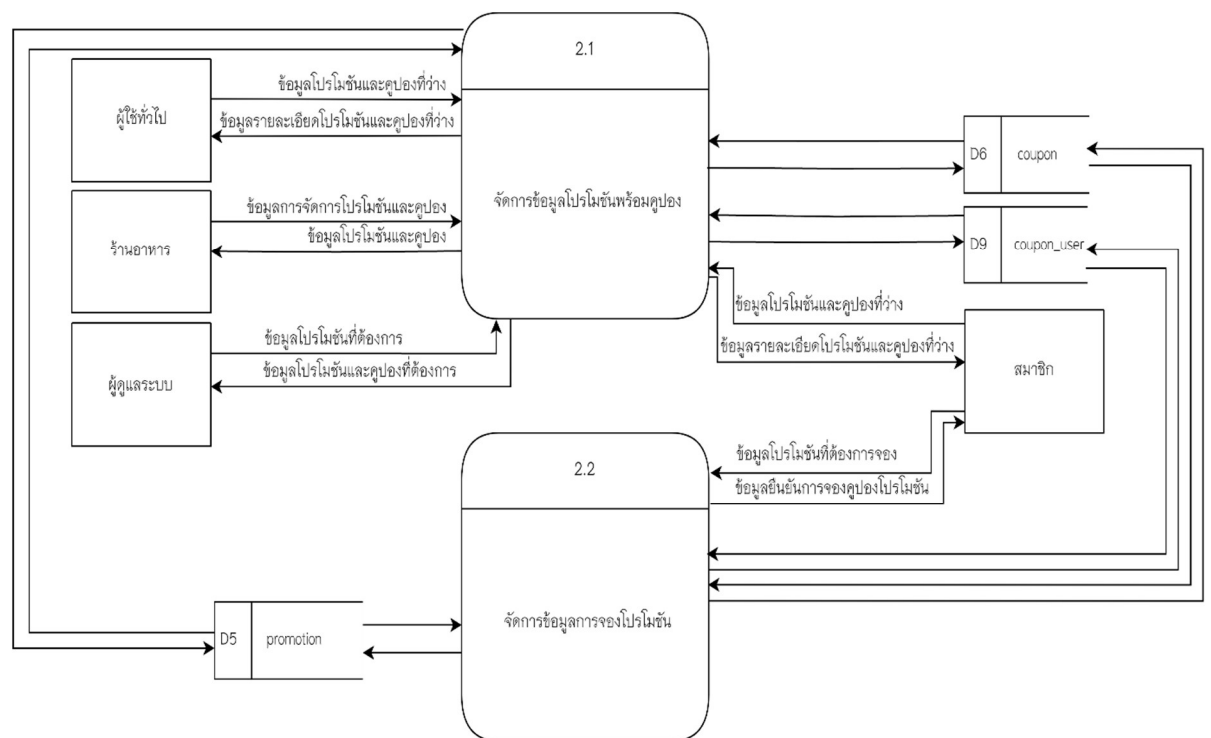 2.1
จัดการข้อมูลโปรโมชันพร้อมคูปอง
ผู้ใช้ทั่วไป
ข้อมูลโปรโมชันและคูปองที่ว่าง
ข้อมูลรายละเอียดโปรโมชันและคูปองที่ว่าง
ร้านอาหาร
ข้อมูลการจัดการโปรโมชันและคูปอง
ข้อมูลโปรโมชันและคูปอง
ผู้ดูแลระบบ
ข้อมูลโปรโมชันที่ต้องการ
ข้อมูลโปรโมชันและคูปองที่ต้องการ
D6 coupon
D9 coupon_user
ข้อมูลโปรโมชันและคูปองที่ว่าง
ข้อมูลรายละเอียดโปรโมชันและคูปองที่ว่าง
สมาชิก
ข้อมูลโปรโมชันที่ต้องการจอง
ข้อมูลยืนยันการจองคูปองโปรโมชัน
2.2
จัดการข้อมูลการจองโปรโมชัน
D5 promotion